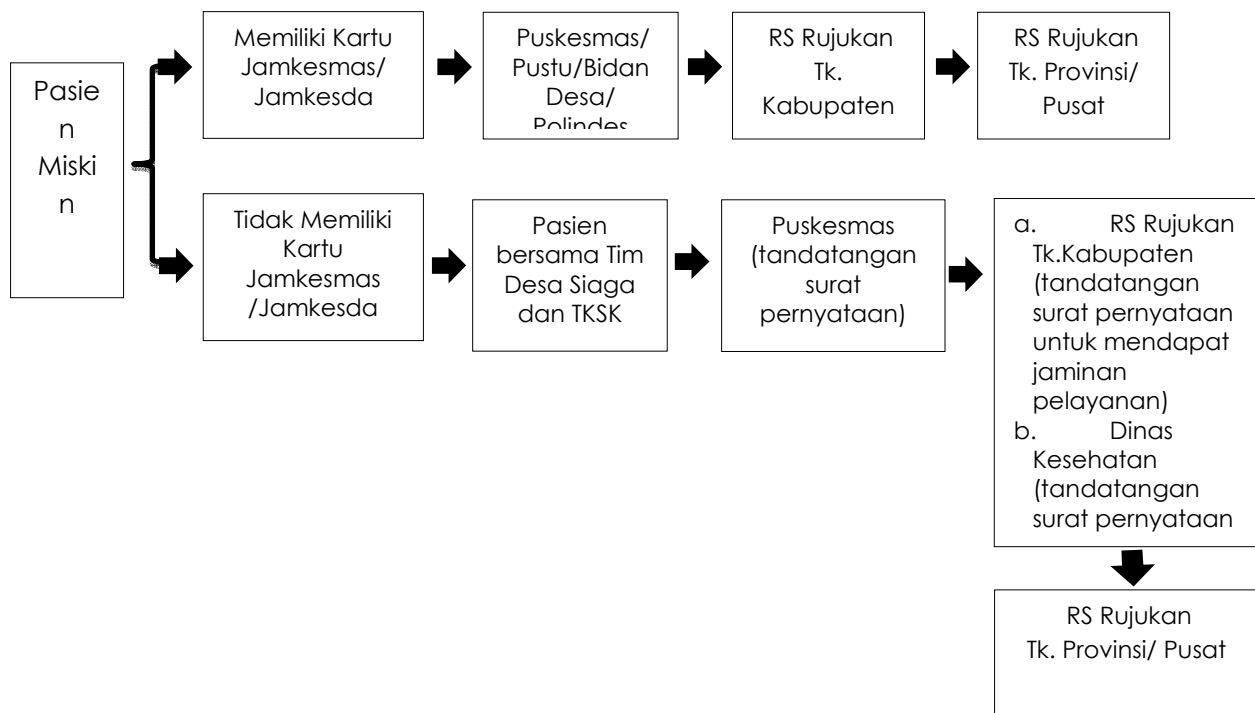 Pasie
n
Miski
n
Memiliki Kartu
Jamkesmas/
Jamkesda
Puskesmas/
Pustu/Bidan
Desa/
Polindes
RS Rujukan
Tk.
Kabupaten
RS Rujukan
Tk. Provinsi/
Pusat
Tidak Memiliki
Kartu
Jamkesmas
/Jamkesda
Pasien
bersama Tim
Desa Siaga
dan TKSK
Puskesmas
(tandatangan
surat
pernyataan)
a. RS Rujukan
Tk.Kabupaten
(tandatangan
surat pernyataan
untuk mendapat
jaminan
pelayanan)
b. Dinas
Kesehatan
(tandatangan
surat pernyataan
RS Rujukan
Tk. Provinsi/ Pusat